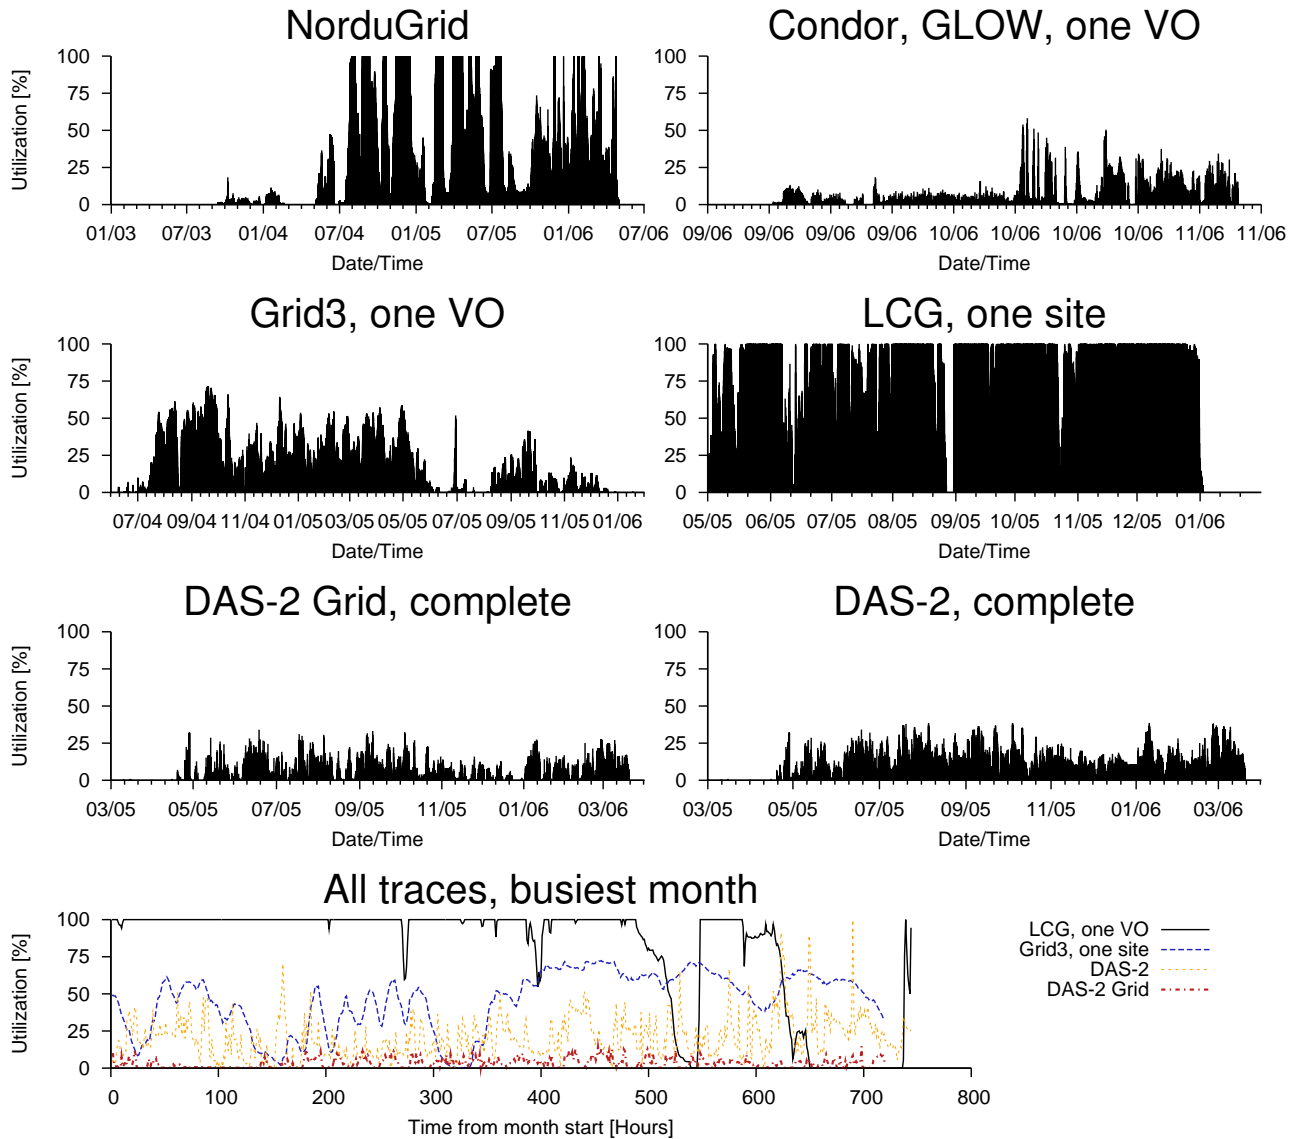 NorduGrid
Utilization [%]
100
75
50
25
0
01/03 07/03 01/04 07/04 01/05 07/05 01/06 07/06
Date/Time
Condor, GLOW, one VO
100
75
50
25
0
09/06 09/06 09/06 09/06 10/06 10/06 10/06 10/06 11/06 11/06
Date/Time
Grid3, one VO
Utilization [%]
100
75
50
25
0
07/04 09/04 11/04 01/05 03/05 05/05 07/05 09/05 11/05 01/06
Date/Time
LCG, one site
100
75
50
25
0
05/05 06/05 07/05 08/05 09/05 10/05 11/05 12/05 01/06
Date/Time
DAS-2 Grid, complete
Utilization [%]
100
75
50
25
0
03/05 05/05 07/05 09/05 11/05 01/06 03/06
Date/Time
DAS-2, complete
100
75
50
25
0
03/05 05/05 07/05 09/05 11/05 01/06 03/06
Date/Time
All traces, busiest month
Utilization [%]
100
75
50
25
0
0 100 200 300 400 500 600 700 800
Time from month start [Hours]
LCG, one VO
Grid3, one site
DAS-2
DAS-2 Grid